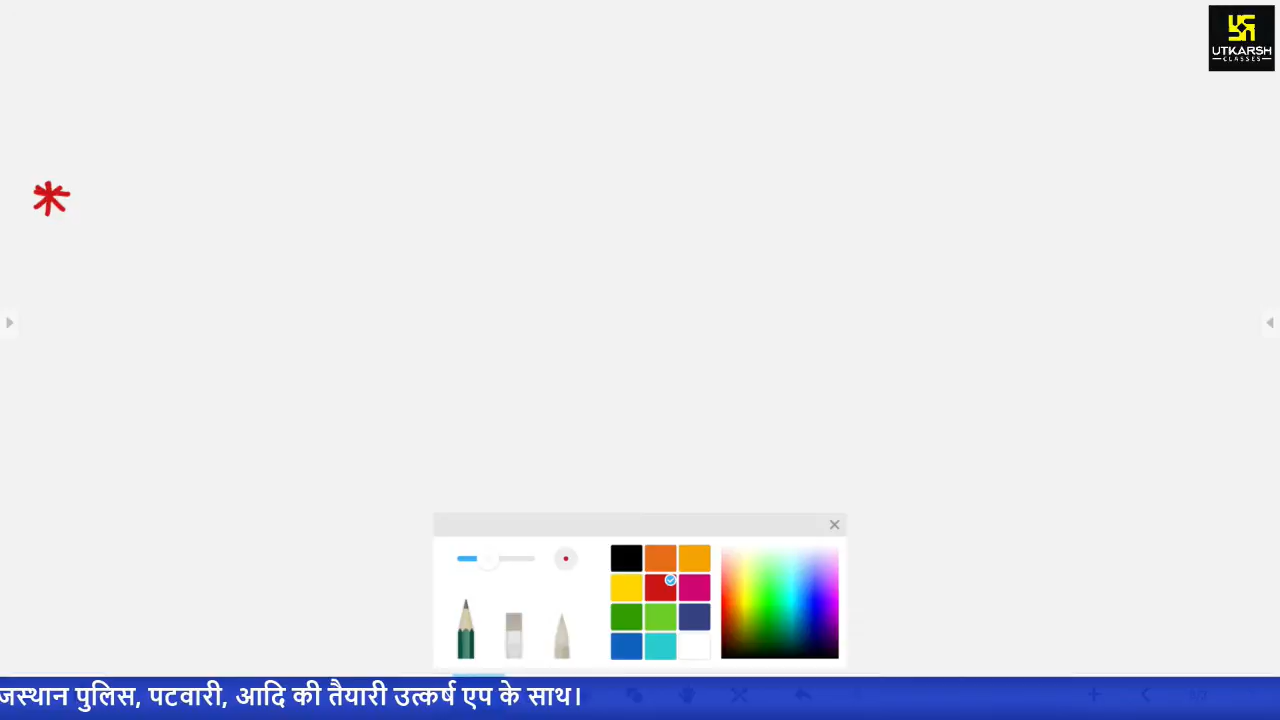 UTKARSH
CLASSES
जस्थान पुलिस, पटवारी, आदि की तैयारी उत्कर्ष एप के साथ।